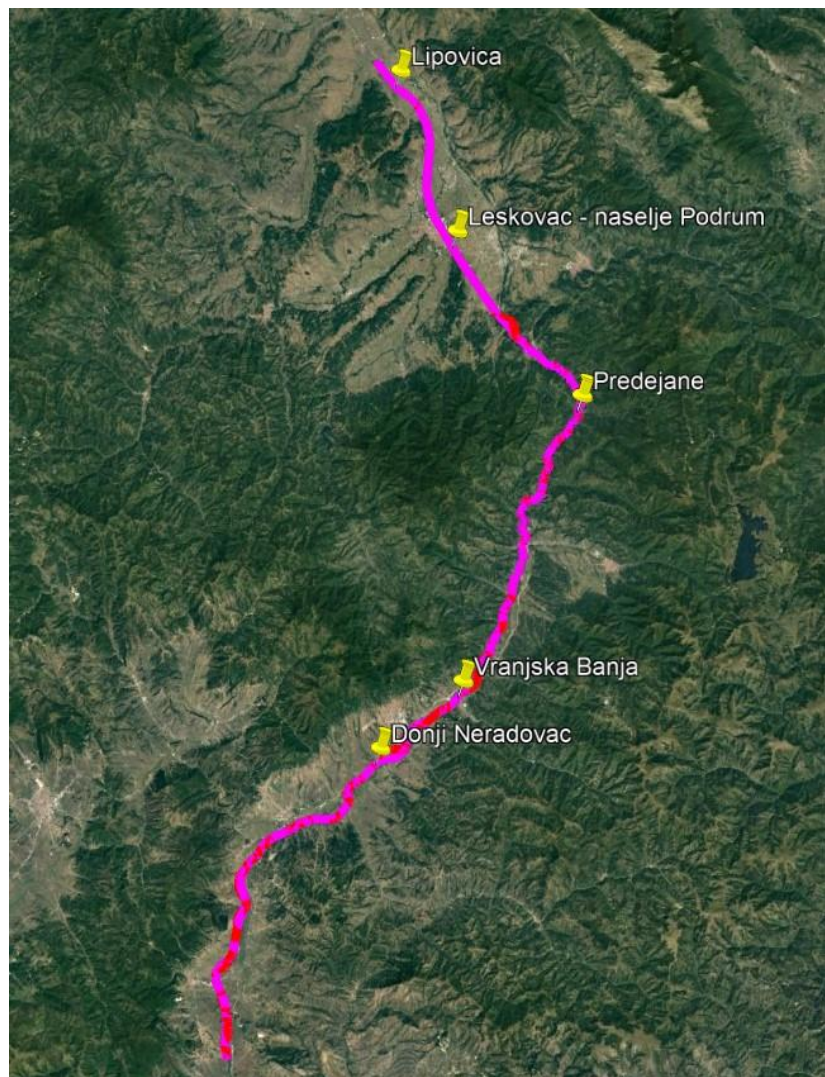 Lipovica
Leskovac - naselje Podrum
Predejane
Vranjska Banja
Donji Neradovac